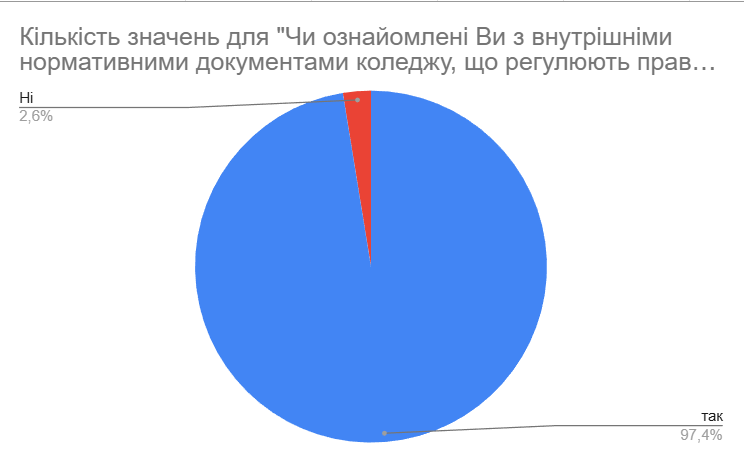 Кількість значень для "Чи ознайомлені Ви з внутрішніми
нормативними документами коледжу, що регулюють прав…
Ні
2,6%
так
97,4%